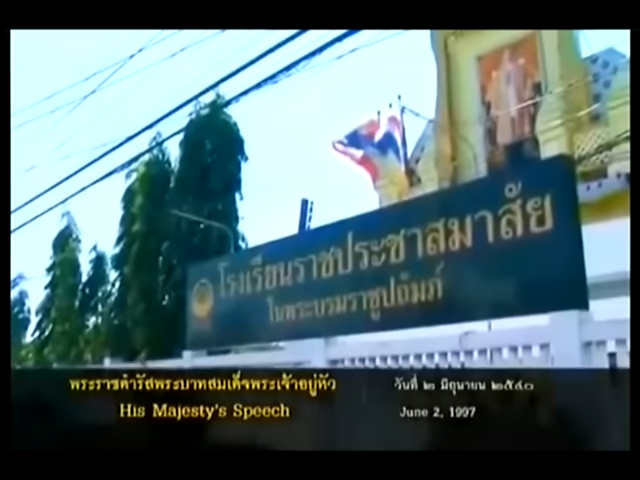 โรงเรียนราชประชาสมาสัย
ในพระบรมราชูปถัมภ์
พระราชดำรัสพระบาทสมเด็จพระเจ้าอยู่หัว
His Majesty's Speech
วันที่ ๒ มิถุนายน ๒๕๔๐
June 2, 1997